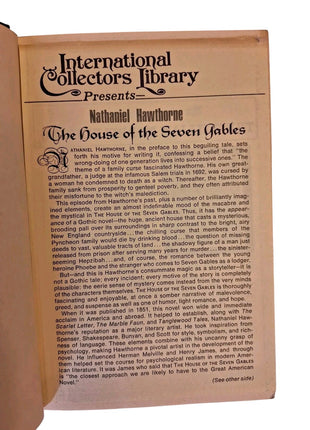 International
Collectors Library
Presents—
Nathaniel Hawthorne
The House of the Seven Gables
NATHANIEL HAWTHORNE, in the preface to this beguiling tale, sets
forth his motive for writing it, confessing a belief that "the
wrong-doing of one generation lives into successive ones." The
theme of a family curse fascinated Hawthorne. His own great-
grandfather, a judge at the infamous Salem trials in 1692, was cursed by
a woman he condemned to death as a witch. Thereafter, the Hawthorne
family sank from prosperity to genteel poverty, and they often attributed
their misfortune to the witch's malediction.
This episode from Hawthorne's past, plus a number of brilliantly imag-
ined elements, create an almost indefinable mood of the macabre and
the mystical in THE HOUSE OF THE SEVEN GABLES. Thus, it has the appear-
ance of a Gothic novel—the huge, ancient house that casts a mysterious,
brooding pall over its surroundings in sharp contrast to the bright, airy
New England countryside . . . the chilling curse that members of the
Pyncheon family would die by drinking blood . . . the question of missing
deeds to vast, valuable tracts of land . . . the shadowy figure of a man just
released from prison after serving many years for murder . . . the sinister-
seeming Hepzibah . . . and, of course, the romance between the young
heroine Phoebe and the stranger who comes to Seven Gables as a lodger.
But—and this is Hawthorne's consummate magic as a storyteller—it is
not a Gothic tale; every incident; every motive of the story is completely
plausible: the eerie sense of mystery comes instead from the very minds
of the characters themselves. THE HOUSE OF THE SEVEN GABLES is thoroughly
fascinating and enjoyable, at once a somber narrative of malevolence,
greed, and suspense as well as one of humor, light romance, and hope.
When it was published in 1851, this novel won wide and immediate
acclaim in America and abroad. It helped to establish, along with The
Scarlet Letter, The Marble Faun, and Tanglewood Tales, Nathaniel Haw-
thorne's reputation as a major literary artist. He took inspiration from
Spenser, Shakespeare, Bunyan, and Scott for style, symbolism, and rich-
ness of language. These elements combine with his uncanny grasp of
psychology, making Hawthorne a pivotal artist in the development of the
novel. He influenced Herman Melville and Henry James, and through
them helped set the course for psychological realism in modern Amer-
ican literature. It was James who said that THE HOUSE OF THE SEVEN GABLES
is "the closest approach we are likely to have to the Great American
Novel."
(See other side)